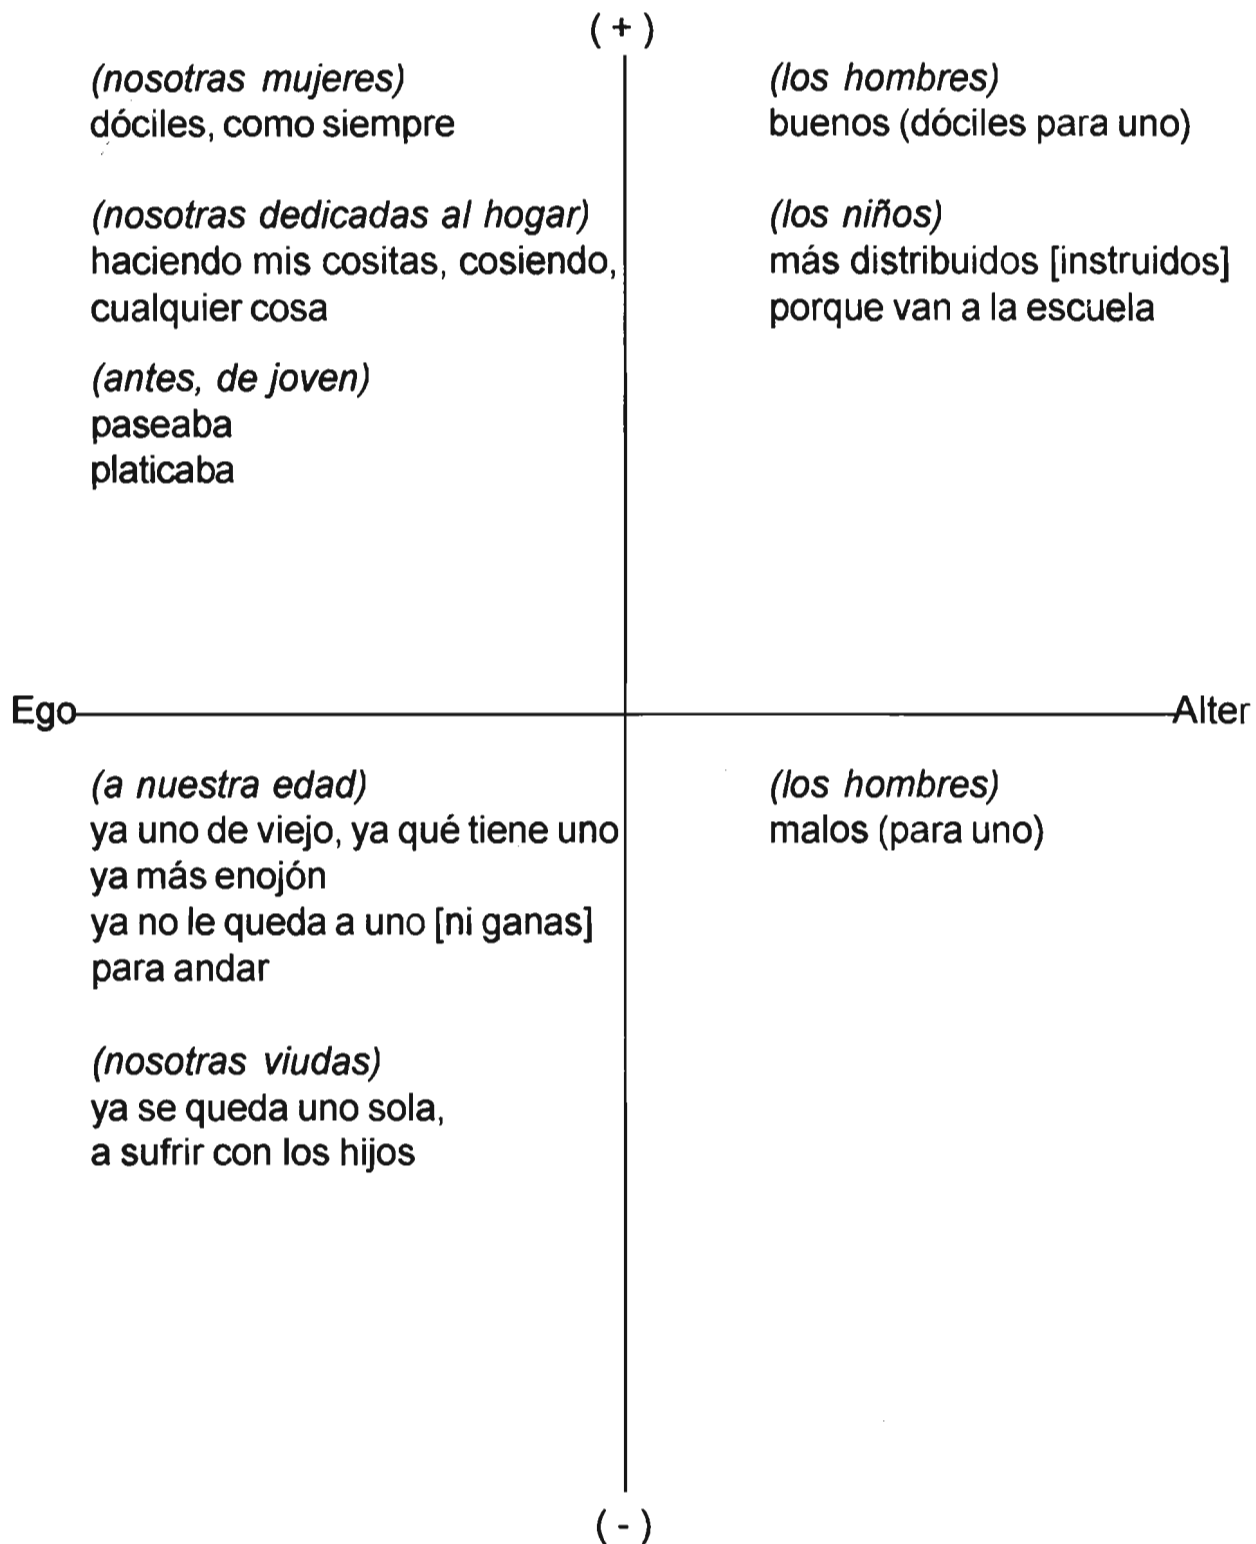 ( + )
(nosotras mujeres)
dóciles, como siempre
(nosotras dedicadas al hogar)
haciendo mis cositas, cosiendo,
cualquier cosa
(antes, de joven)
paseaba
platicaba
(los hombres)
buenos (dóciles para uno)
(los niños)
más distribuidos [instruidos]
porque van a la escuela
Ego
Alter
(a nuestra edad)
ya uno de viejo, ya qué tiene uno
ya más enojón
ya no le queda a uno [ni ganas]
para andar
(nosotras viudas)
ya se queda uno sola,
a sufrir con los hijos
(los hombres)
malos (para uno)
( - )